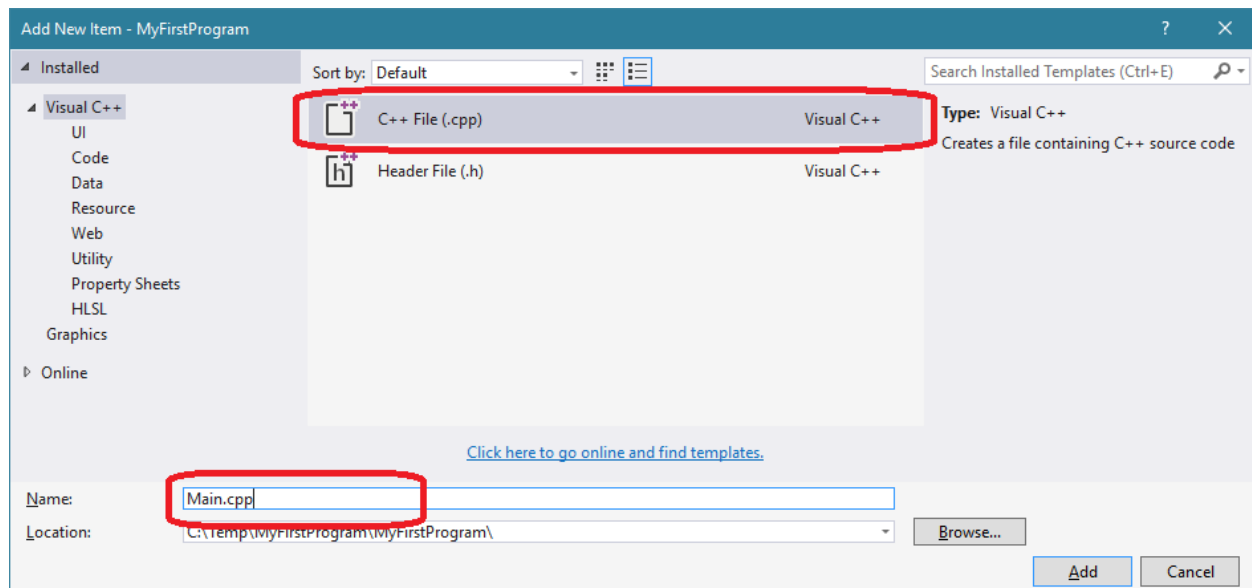 Add New Item - MyFirstProgram ? ×
Installed
Sort by: Default
Search Installed Templates (Ctrl+E)
Visual C++
UI
Code
Data
Resource
Web
Utility
Property Sheets
HLSL
Graphics
Online
C++ File (.cpp) Visual C++
Header File (.h) Visual C++
Type: Visual C++
Creates a file containing C++ source code
Click here to go online and find templates.
Name: Main.cpp
Location: C:\Temp\MyFirstProgram\MyFirstProgram\ Browse...
Add Cancel